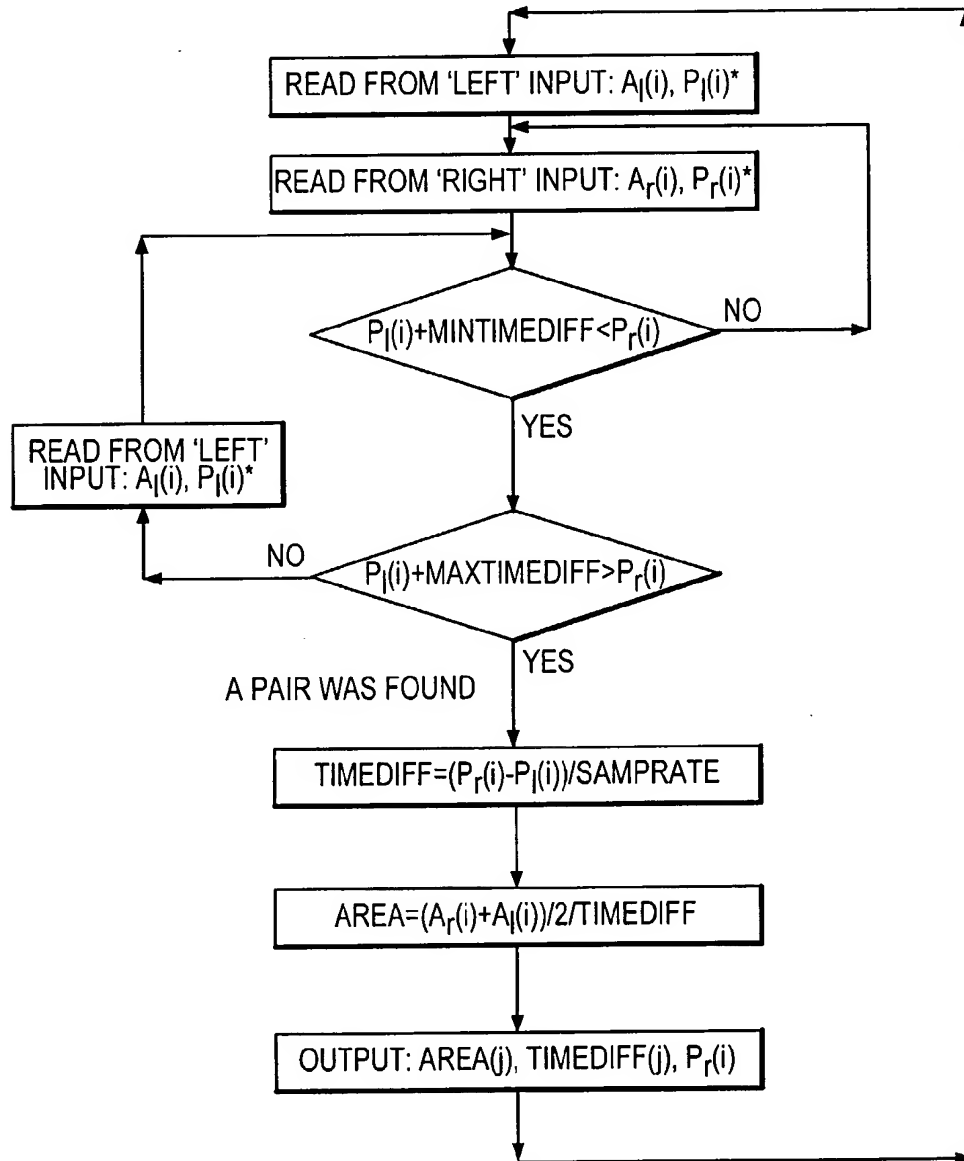 READ FROM 'LEFT' INPUT: Al(i), Pl(i)*
READ FROM 'RIGHT' INPUT: Ar(i), Pr(i)*
Pl(i)+MINTIMEDIFF<Pr(i)
NO
YES
READ FROM 'LEFT'
INPUT: Al(i), Pl(i)*
NO
Pl(i)+MAXTIMEDIFF>Pr(i)
YES
A PAIR WAS FOUND
TIMEDIFF=(Pr(i)-Pl(i))/SAMPRATE
AREA=(Ar(i)+Al(i))/2/TIMEDIFF
OUTPUT: AREA(j), TIMEDIFF(j), Pr(i)